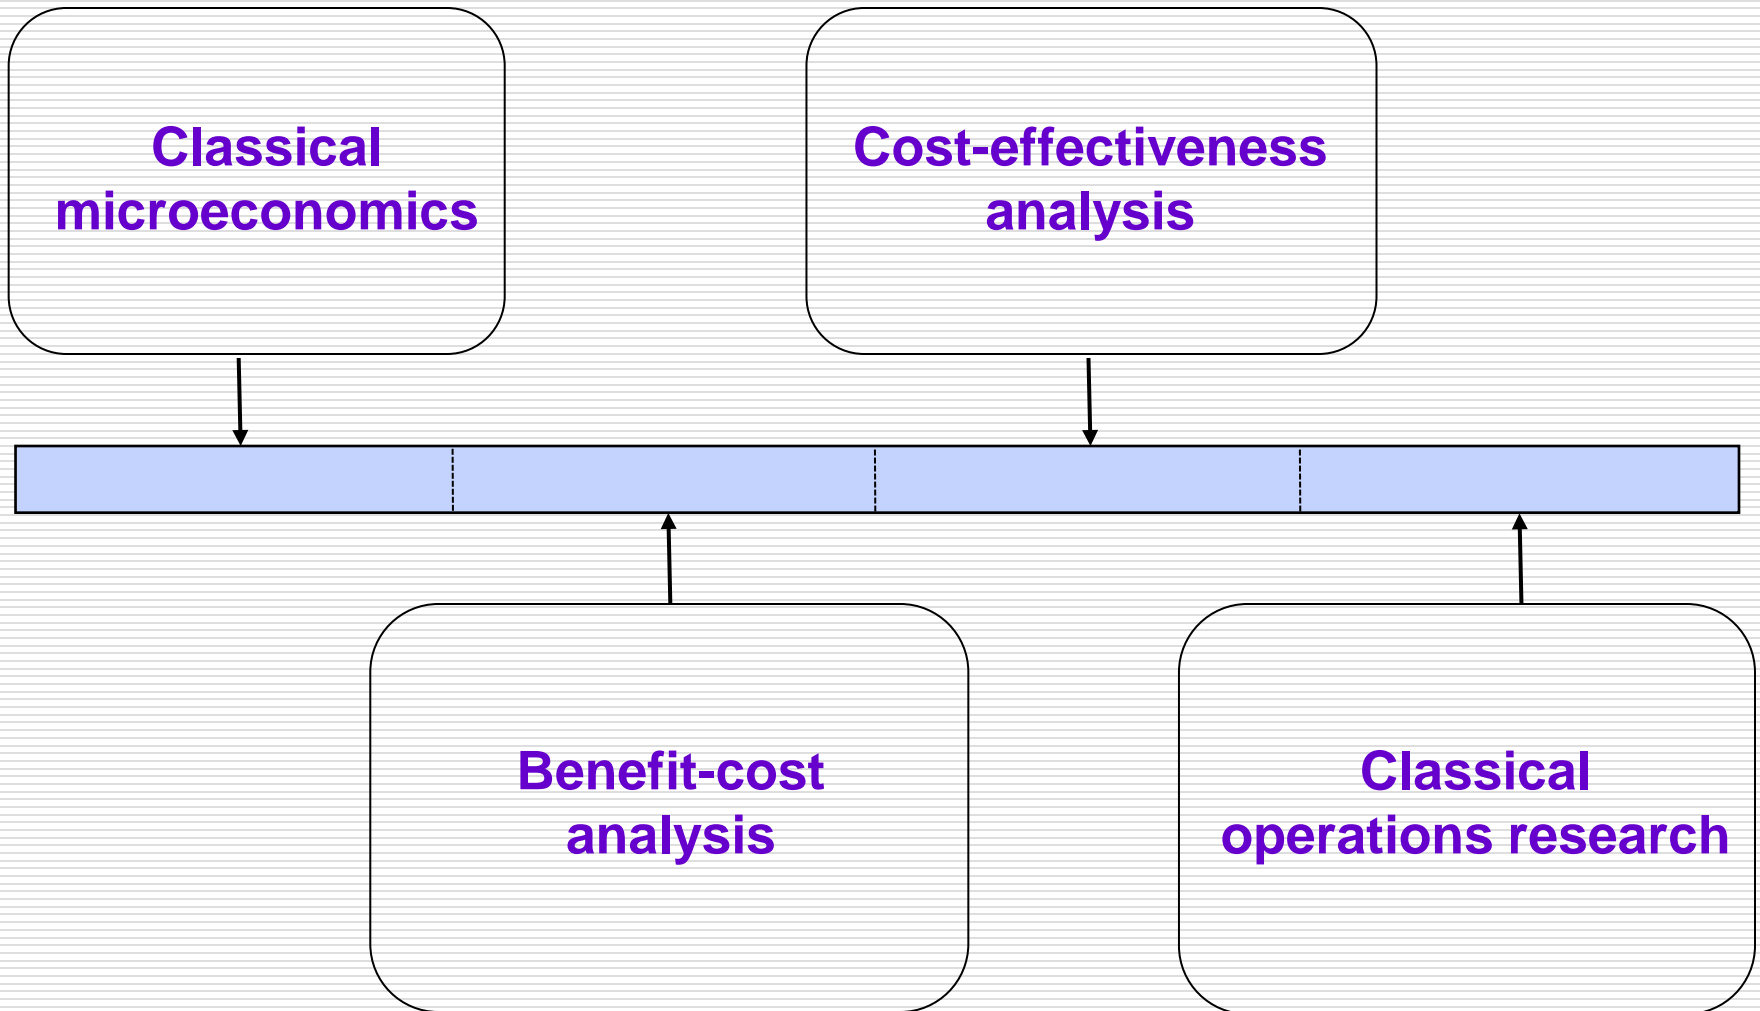 Classical
microeconomics
Cost-effectiveness
analysis
Benefit-cost
analysis
Classical
operations research